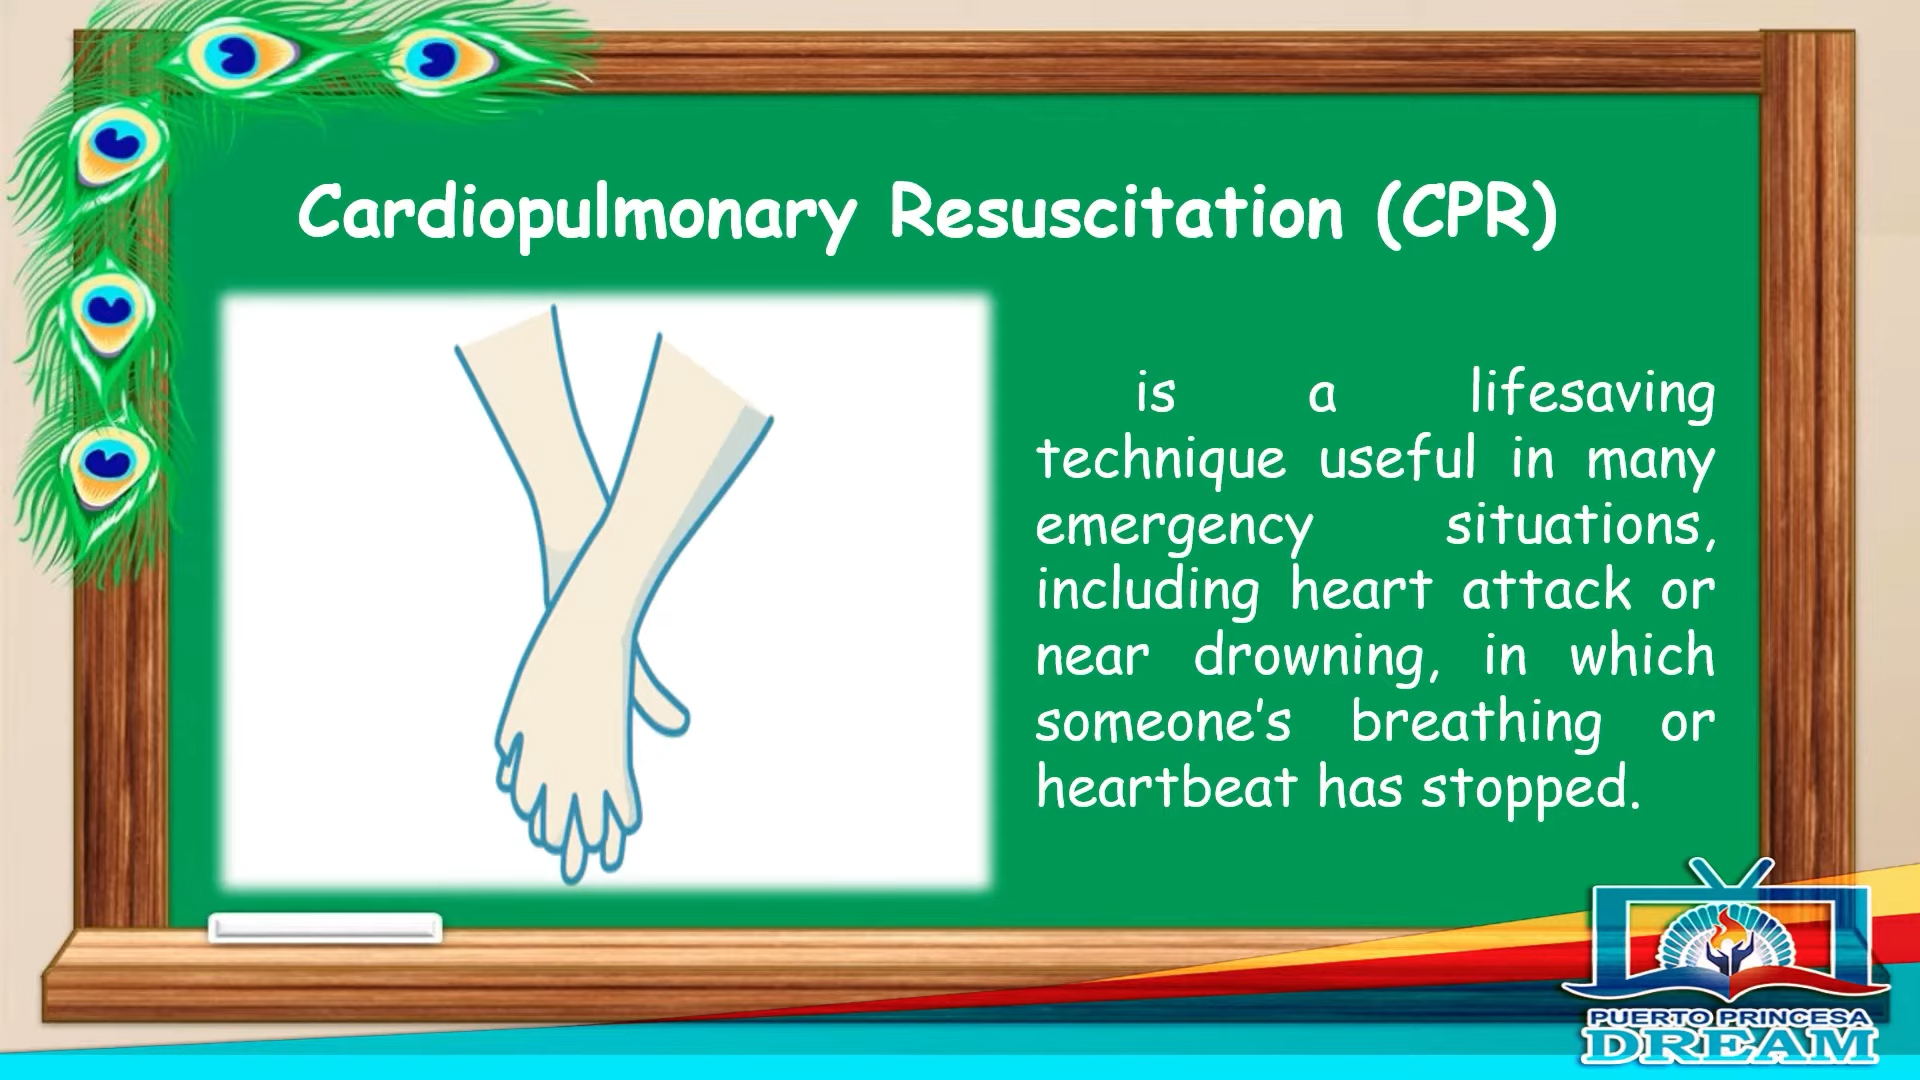 Cardiopulmonary Resuscitation (CPR)
is a lifesaving
technique useful in many
emergency situations,
including heart attack or
near drowning, in which
someone's breathing or
heartbeat has stopped.
PUERTO PRINCESA
DREAM